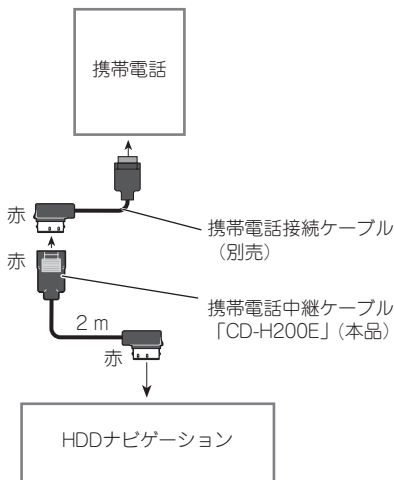 携帯電話
赤
携帯電話接続ケーブル
（別売）
赤
携帯電話中継ケーブル
「CD-H200E」（本品）
2 m
赤
HDDナビゲーション